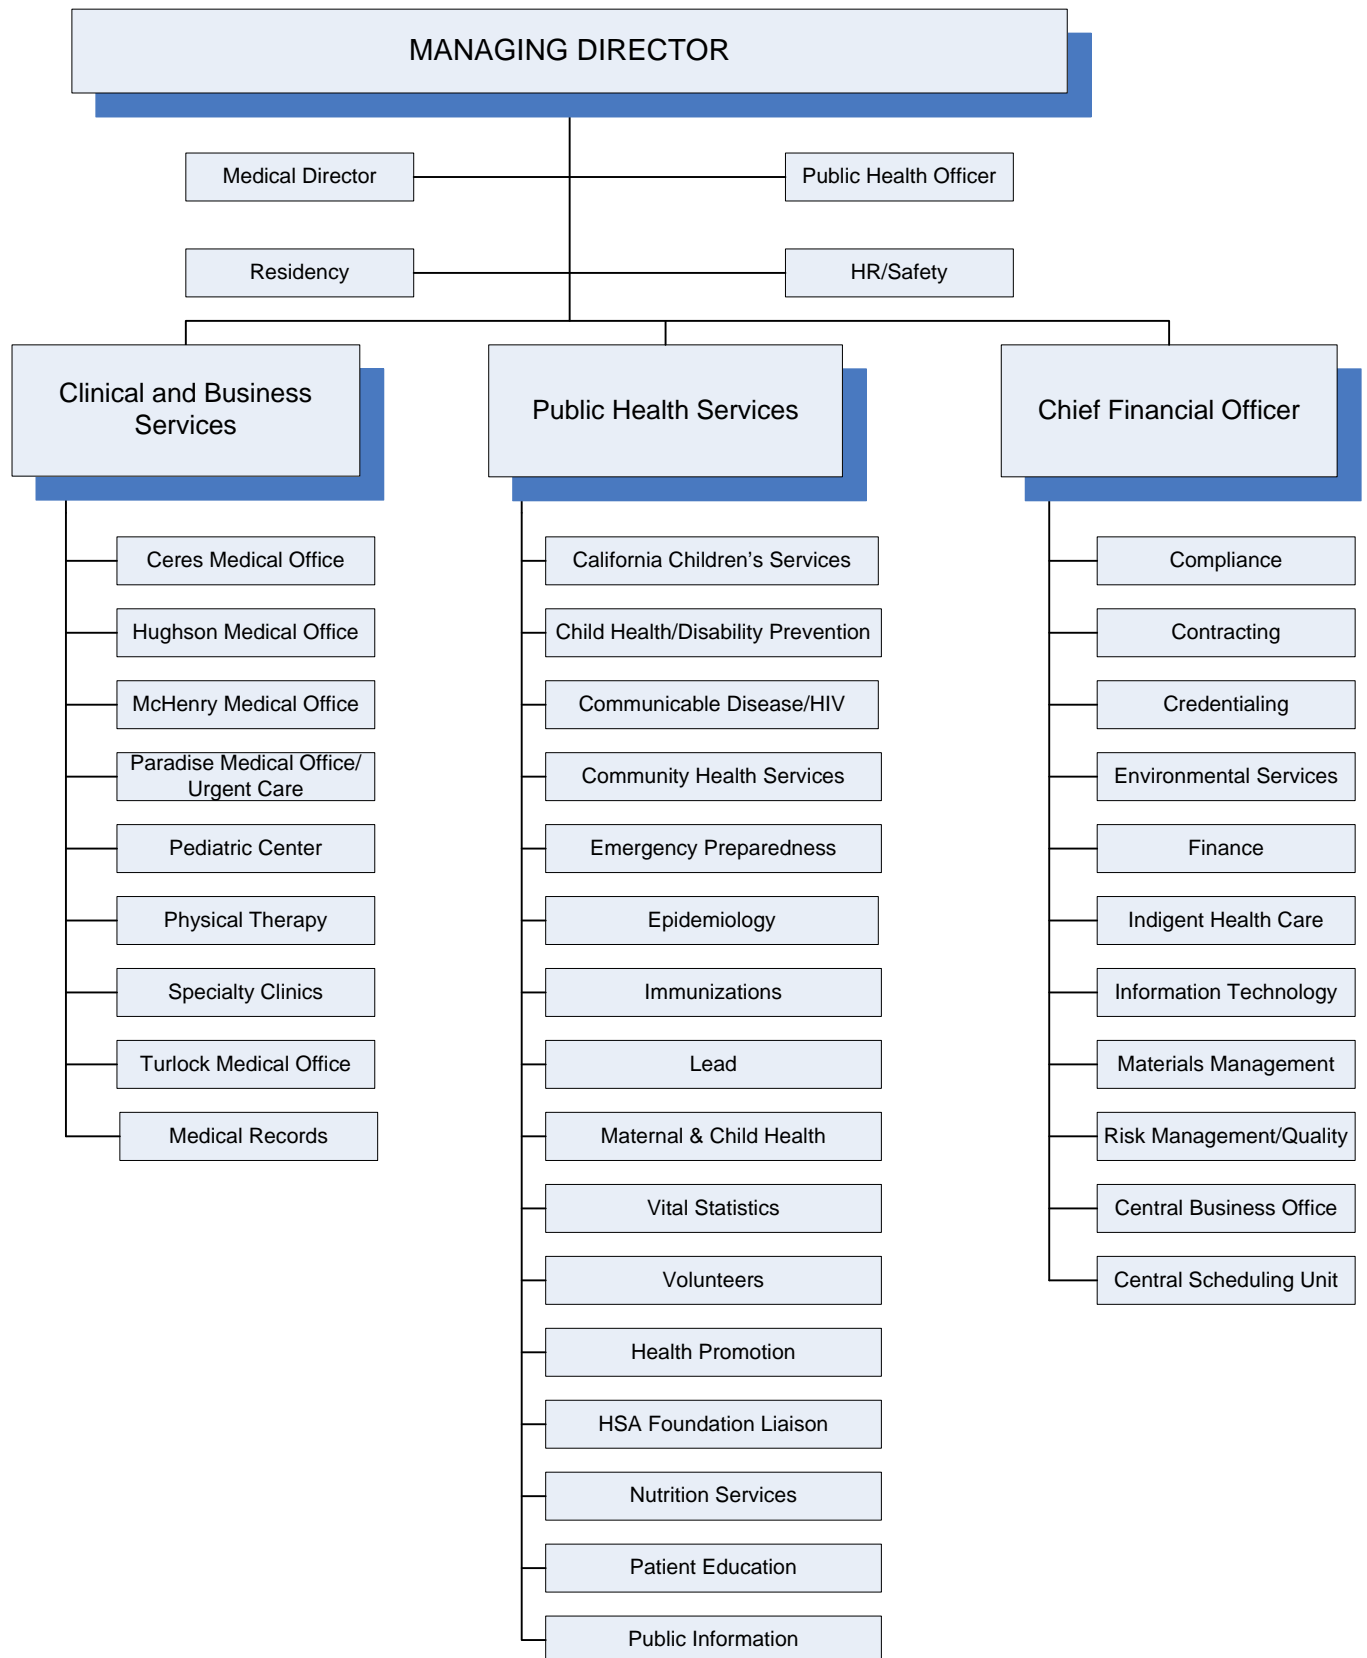 MANAGING DIRECTOR
Medical Director
Public Health Officer
Residency
HR/Safety
Clinical and Business
Services
Public Health Services
Chief Financial Officer
Ceres Medical Office
Hughson Medical Office
McHenry Medical Office
Paradise Medical Office/
Urgent Care
Pediatric Center
Physical Therapy
Specialty Clinics
Turlock Medical Office
Medical Records
California Children’s Services
Child Health/Disability Prevention
Communicable Disease/HIV
Community Health Services
Emergency Preparedness
Epidemiology
Immunizations
Lead
Maternal & Child Health
Vital Statistics
Volunteers
Health Promotion
HSA Foundation Liaison
Nutrition Services
Patient Education
Public Information
Compliance
Contracting
Credentialing
Environmental Services
Finance
Indigent Health Care
Information Technology
Materials Management
Risk Management/Quality
Central Business Office
Central Scheduling Unit